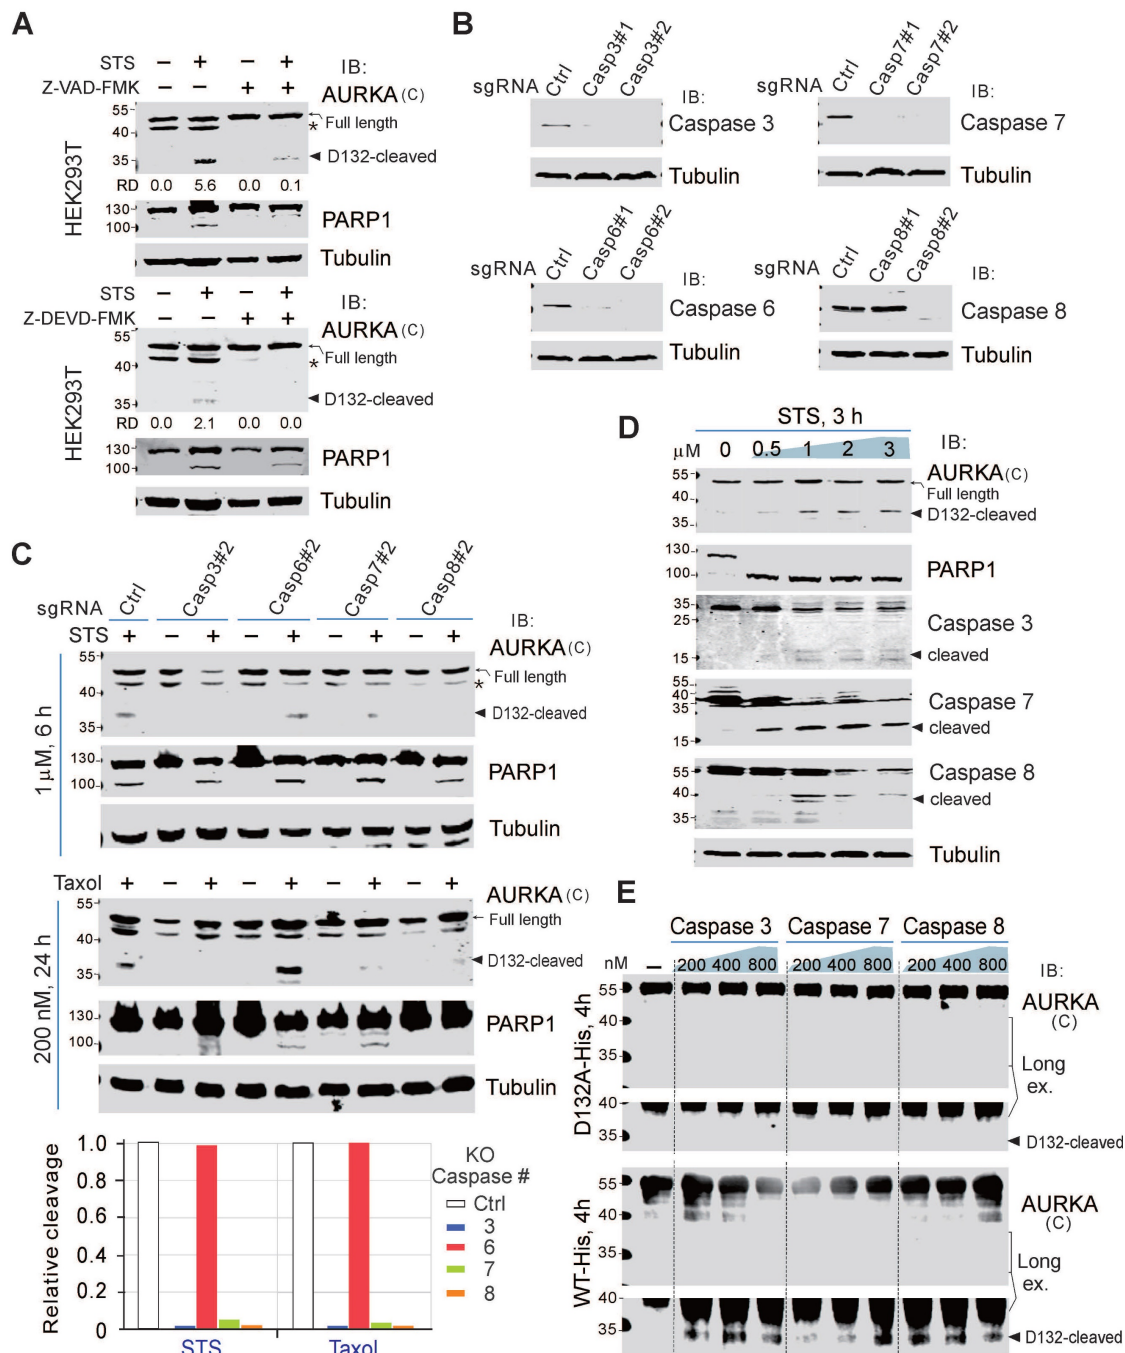 A
STS − + − +
Z-VAD-FMK − − + +
IB:
AURKA (C)
55
Full length
40
*
35
D132-cleaved
RD 0.0 5.6 0.0 0.1
HEK293T
130
100
PARP1
Tubulin
STS − + − +
Z-DEVD-FMK − − + +
IB:
AURKA (C)
55
Full length
40
*
35
D132-cleaved
RD 0.0 2.1 0.0 0.0
HEK293T
130
100
PARP1
Tubulin
B
sgRNA Ctrl Casp3#1 Casp3#2
IB:
Caspase 3
Tubulin
sgRNA Ctrl Casp7#1 Casp7#2
IB:
Caspase 7
Tubulin
sgRNA Ctrl Casp6#1 Casp6#2
IB:
Caspase 6
Tubulin
sgRNA Ctrl Casp8#1 Casp8#2
IB:
Caspase 8
Tubulin
C
sgRNA Ctrl Casp3#2 Casp6#2 Casp7#2 Casp8#2
STS + − + − + − + − +
IB:
AURKA (C)
55
Full length
*
40
35
D132-cleaved
1 µM, 6 h
130
100
PARP1
Tubulin
Taxol + − + − + − + − +
AURKA (C)
55
Full length
40
35
D132-cleaved
200 nM, 24 h
130
100
PARP1
Tubulin
Relative cleavage
1.0
0.8
0.6
0.4
0.2
0
STS Taxol
KO
Caspase #
Ctrl
3
6
7
8
D
STS, 3 h
µM 0 0.5 1 2 3
IB:
AURKA (C)
55
Full length
40
D132-cleaved
35
130
100
PARP1
35
25
15
Caspase 3
cleaved
55
40
35
15
Caspase 7
cleaved
55
40
35
Caspase 8
cleaved
Tubulin
E
Caspase 3 Caspase 7 Caspase 8
nM − 200 400 800 200 400 800 200 400 800
IB:
D132A-His, 4h
55
40
35
AURKA
(C)
Long
ex.
40
35
D132-cleaved
WT-His, 4h
55
40
35
AURKA
(C)
Long
ex.
40
35
D132-cleaved